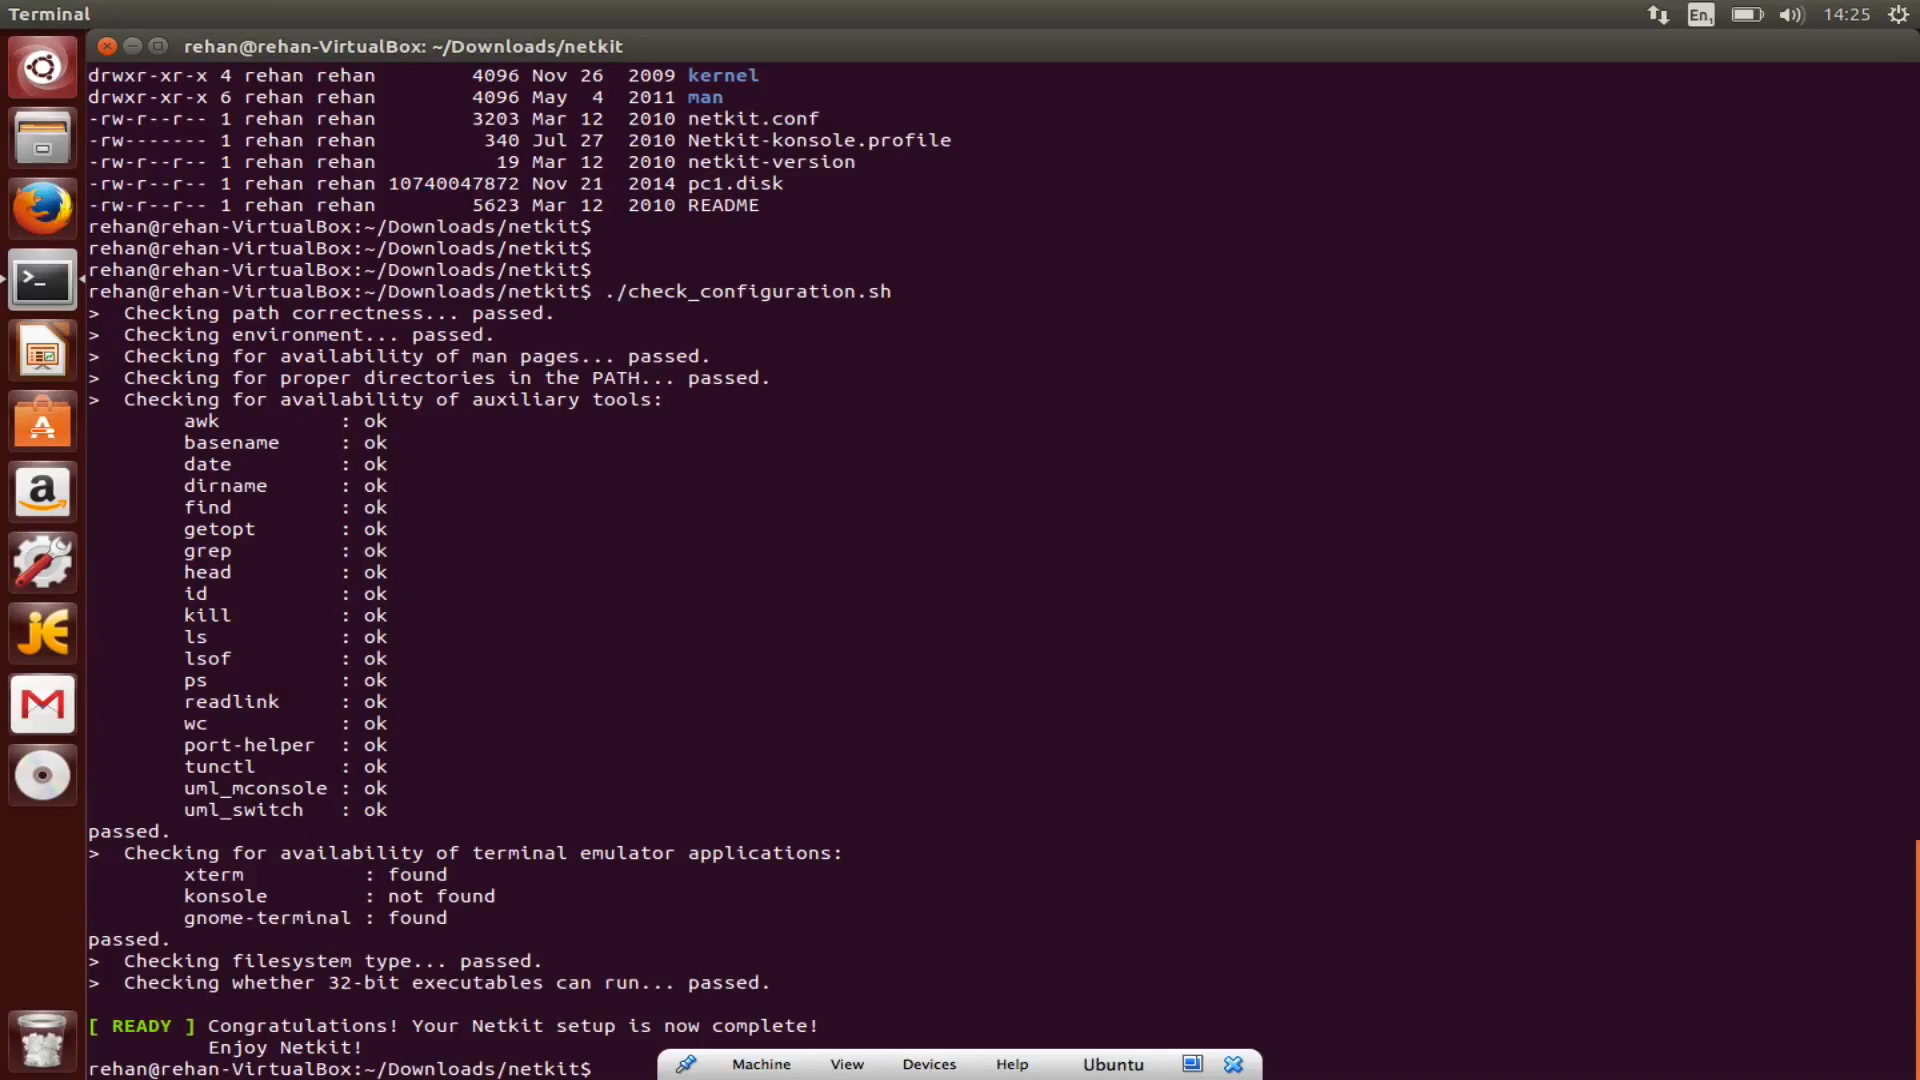 Terminal
En1
14:25
rehan@rehan-VirtualBox: ~/Downloads/netkit
drwxr-xr-x 4 rehan rehan        4096 Nov 26  2009 kernel
drwxr-xr-x 6 rehan rehan        4096 May  4  2011 man
-rw-r--r-- 1 rehan rehan        3203 Mar 12  2010 netkit.conf
-rw------- 1 rehan rehan         340 Jul 27  2010 Netkit-konsole.profile
-rw-r--r-- 1 rehan rehan          19 Mar 12  2010 netkit-version
-rw-r--r-- 1 rehan rehan 10740047872 Nov 21  2014 pc1.disk
-rw-r--r-- 1 rehan rehan        5623 Mar 12  2010 README
rehan@rehan-VirtualBox:~/Downloads/netkit$
rehan@rehan-VirtualBox:~/Downloads/netkit$
rehan@rehan-VirtualBox:~/Downloads/netkit$
rehan@rehan-VirtualBox:~/Downloads/netkit$ ./check_configuration.sh
>  Checking path correctness... passed.
>  Checking environment... passed.
>  Checking for availability of man pages... passed.
>  Checking for proper directories in the PATH... passed.
>  Checking for availability of auxiliary tools:
        awk          : ok
        basename     : ok
        date         : ok
        dirname      : ok
        find         : ok
        getopt       : ok
        grep         : ok
        head         : ok
        id           : ok
        kill         : ok
        ls           : ok
        lsof         : ok
        ps           : ok
        readlink     : ok
        wc           : ok
        port-helper  : ok
        tunctl       : ok
        uml_mconsole : ok
        uml_switch   : ok
passed.
>  Checking for availability of terminal emulator applications:
        xterm          : found
        konsole        : not found
        gnome-terminal : found
passed.
>  Checking filesystem type... passed.
>  Checking whether 32-bit executables can run... passed.
[ READY ] Congratulations! Your Netkit setup is now complete!
          Enjoy Netkit!
rehan@rehan-VirtualBox:~/Downloads/netkit$
Machine View Devices Help Ubuntu